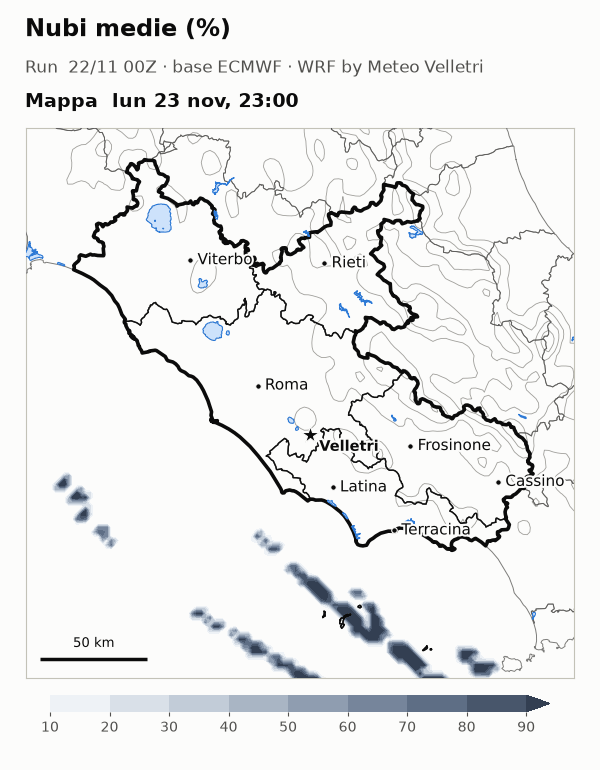 Nubi medie (%)
Run  22/11 00Z · base ECMWF · WRF by Meteo Velletri
Mappa  lun 23 nov, 23:00
Viterbo
Rieti
Roma
Velletri
Frosinone
Cassino
Latina
Terracina
50 km
10 20 30 40 50 60 70 80 90